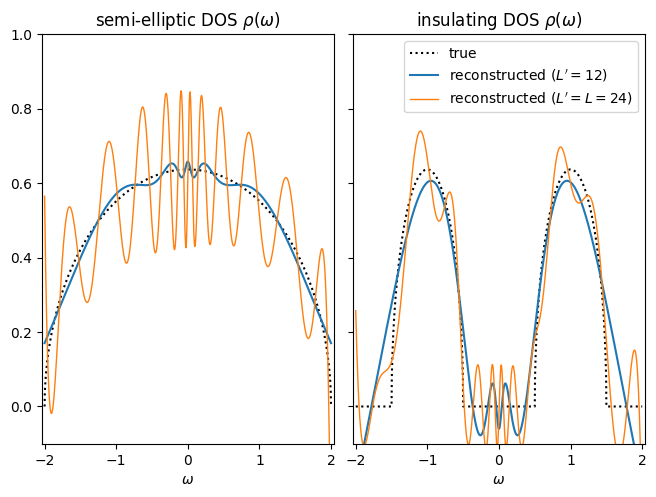 semi-elliptic DOS ρ(ω)
insulating DOS ρ(ω)
1.0
0.8
0.6
0.4
0.2
0.0
true
reconstructed (L′ = 12)
reconstructed (L′ = L = 24)
−2 −1 0 1 2
−2 −1 0 1 2
ω
ω